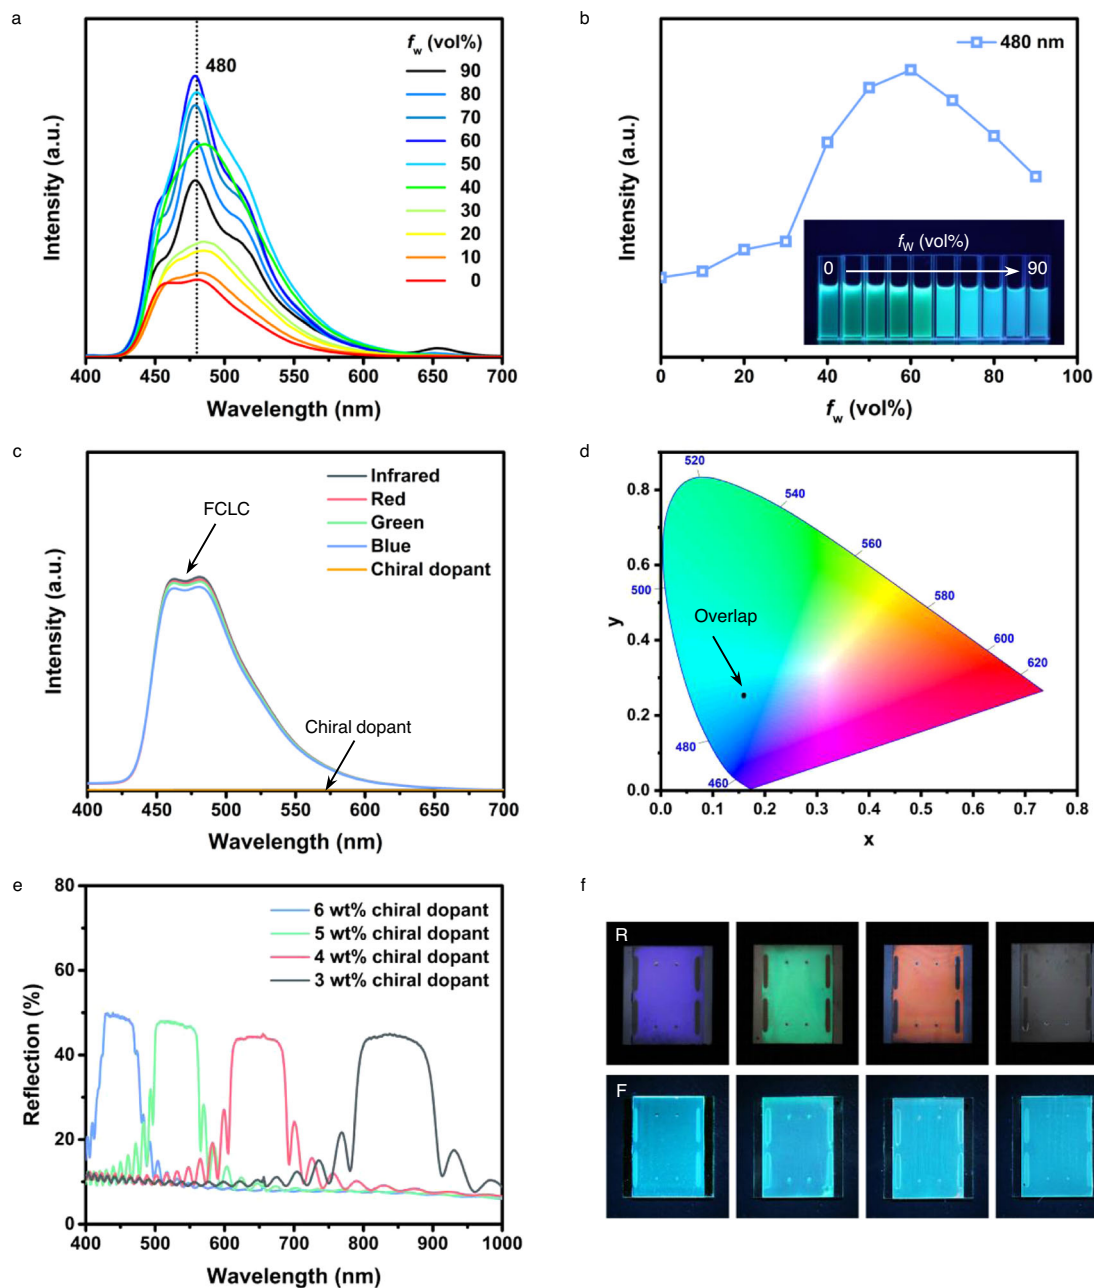 a
480
f_w (vol%)
90
80
70
60
50
40
30
20
10
0
Intensity (a.u.)
400 450 500 550 600 650 700
Wavelength (nm)
b
480 nm
Intensity (a.u.)
f_w (vol%)
0 90
0 20 40 60 80 100
f_w (vol%)
c
Infrared
Red
Green
Blue
Chiral dopant
FCLC
Chiral dopant
Intensity (a.u.)
400 450 500 550 600 650 700
Wavelength (nm)
d
520
540
560
580
600
620
500
480
460
Overlap
y
0.8
0.6
0.4
0.2
0.0
0.0 0.1 0.2 0.3 0.4 0.5 0.6 0.7 0.8
x
e
80
60
40
20
0
6 wt% chiral dopant
5 wt% chiral dopant
4 wt% chiral dopant
3 wt% chiral dopant
Reflection (%)
400 500 600 700 800 900 1000
Wavelength (nm)
f
R
F